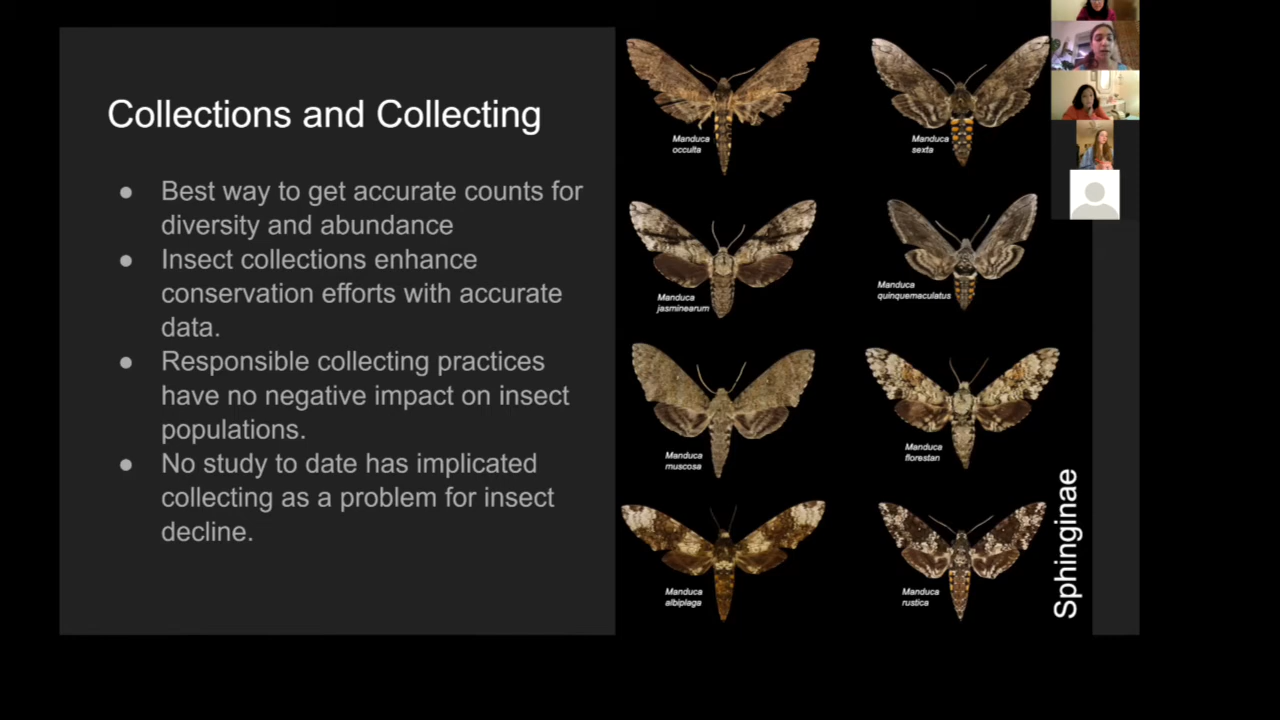 Collections and Collecting
● Best way to get accurate counts for
diversity and abundance
● Insect collections enhance
conservation efforts with accurate
data.
● Responsible collecting practices
have no negative impact on insect
populations.
● No study to date has implicated
collecting as a problem for insect
decline.
Manduca
occulta
Manduca
sexta
Manduca
jasminearum
Manduca
quinquemaculatus
Manduca
muscosa
Manduca
florestan
Manduca
albiplaga
Manduca
rustica
Sphinginae